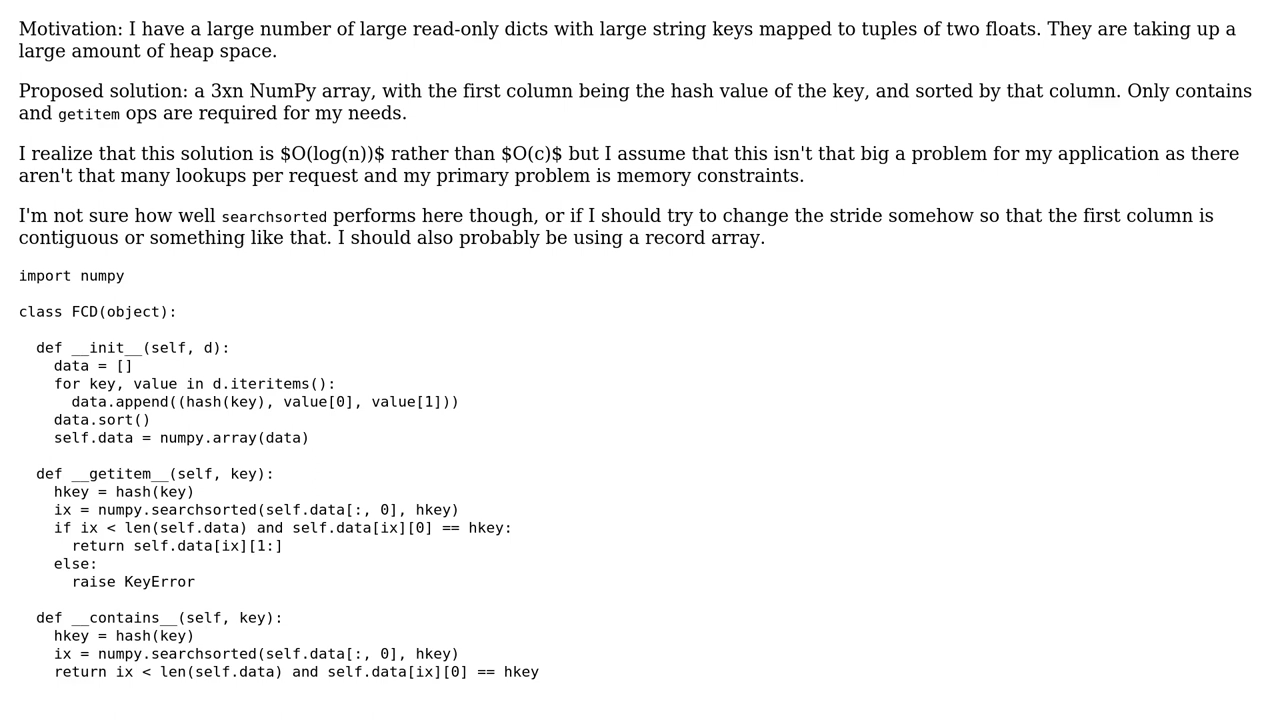 Motivation: I have a large number of large read-only dicts with large string keys mapped to tuples of two floats. They are taking up a
large amount of heap space.
Proposed solution: a 3xn NumPy array, with the first column being the hash value of the key, and sorted by that column. Only contains
and getitem ops are required for my needs.
I realize that this solution is $O(log(n))$ rather than $O(c)$ but I assume that this isn't that big a problem for my application as there
aren't that many lookups per request and my primary problem is memory constraints.
I'm not sure how well searchsorted performs here though, or if I should try to change the stride somehow so that the first column is
contiguous or something like that. I should also probably be using a record array.
import numpy
class FCD(object):
  def __init__(self, d):
    data = []
    for key, value in d.iteritems():
      data.append((hash(key), value[0], value[1]))
    data.sort()
    self.data = numpy.array(data)
  def __getitem__(self, key):
    hkey = hash(key)
    ix = numpy.searchsorted(self.data[:, 0], hkey)
    if ix < len(self.data) and self.data[ix][0] == hkey:
      return self.data[ix][1:]
    else:
      raise KeyError
  def __contains__(self, key):
    hkey = hash(key)
    ix = numpy.searchsorted(self.data[:, 0], hkey)
    return ix < len(self.data) and self.data[ix][0] == hkey